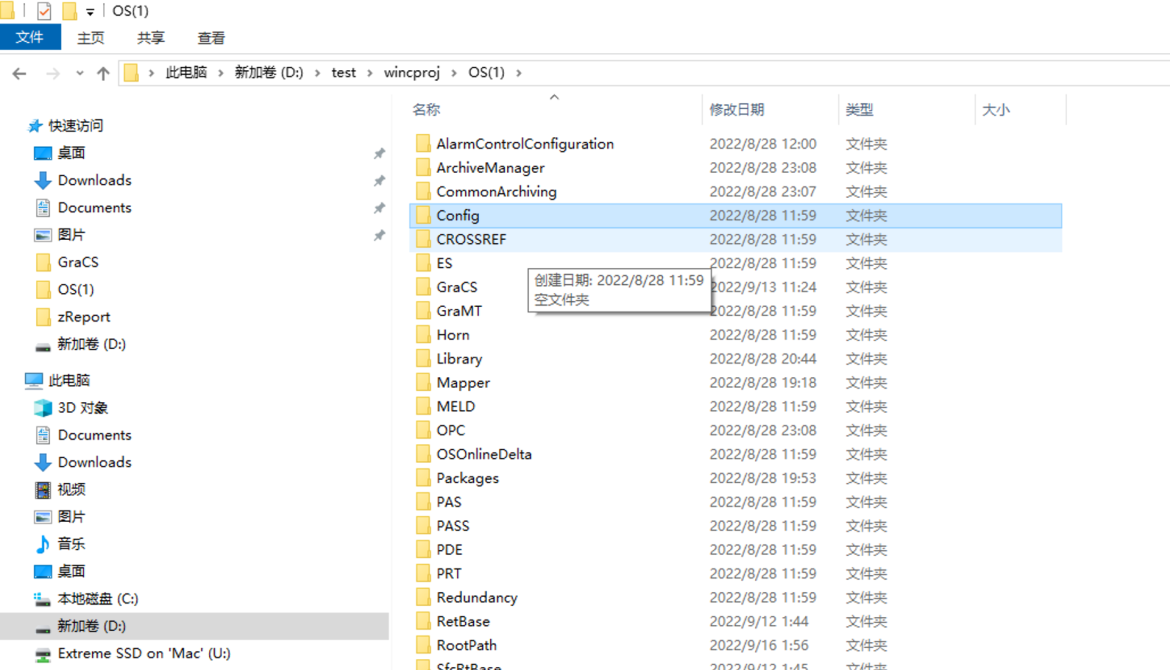 OS(1)
文件 主页 共享 查看
此电脑 新加卷 (D:) test wincproj OS(1)
名称 修改日期 类型 大小
快速访问
桌面
Downloads
Documents
图片
GraCS
OS(1)
zReport
新加卷 (D:)
此电脑
3D 对象
Documents
Downloads
视频
图片
音乐
桌面
本地磁盘 (C:)
新加卷 (D:)
Extreme SSD on 'Mac' (U:)
AlarmControlConfiguration 2022/8/28 12:00 文件夹
ArchiveManager 2022/8/28 23:08 文件夹
CommonArchiving 2022/8/28 23:07 文件夹
Config 2022/8/28 11:59 文件夹
CROSSREF 2022/8/28 11:59 文件夹
ES 2022/8/28 11:59 文件夹
创建日期: 2022/8/28 11:59
空文件夹
GraCS 2022/9/13 11:24 文件夹
GraMT 2022/8/28 11:59 文件夹
Horn 2022/8/28 11:59 文件夹
Library 2022/8/28 20:44 文件夹
Mapper 2022/8/28 19:18 文件夹
MELD 2022/8/28 11:59 文件夹
OPC 2022/8/28 23:08 文件夹
OSOnlineDelta 2022/8/28 11:59 文件夹
Packages 2022/8/28 19:53 文件夹
PAS 2022/8/28 11:59 文件夹
PASS 2022/8/28 11:59 文件夹
PDE 2022/8/28 11:59 文件夹
PRT 2022/8/28 11:59 文件夹
Redundancy 2022/8/28 11:59 文件夹
RetBase 2022/9/12 1:44 文件夹
RootPath 2022/9/16 1:56 文件夹
SfcRtBase 2022/9/12 1:45 文件夹